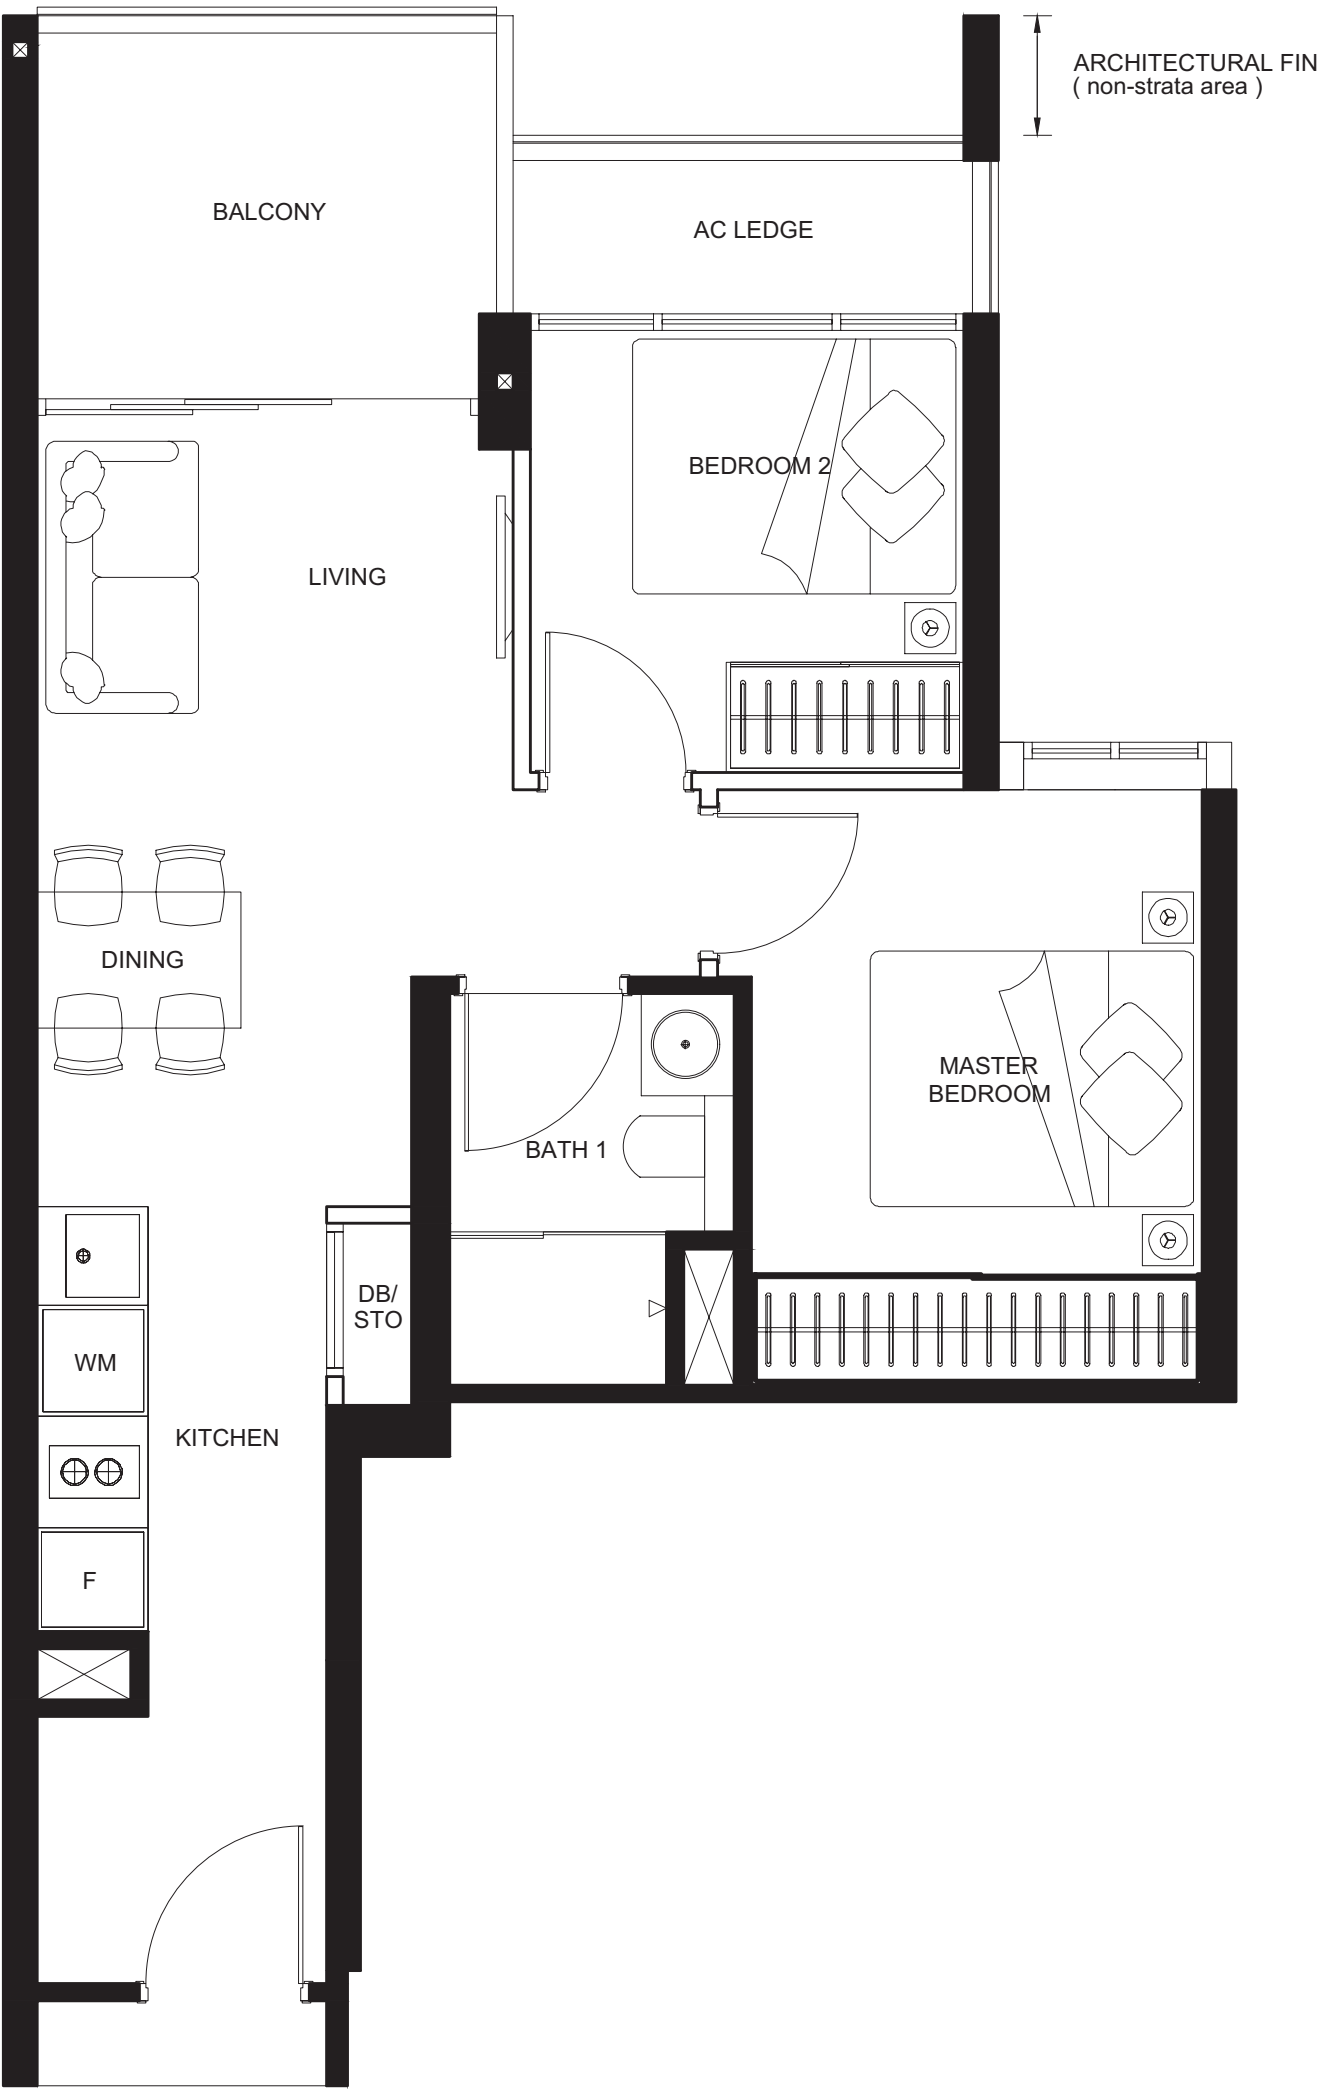 ARCHITECTURAL FIN
( non-strata area )
BALCONY
AC LEDGE
BEDROOM 2
LIVING
DINING
MASTER
BEDROOM
BATH 1
DB/
STO
WM
KITCHEN
F